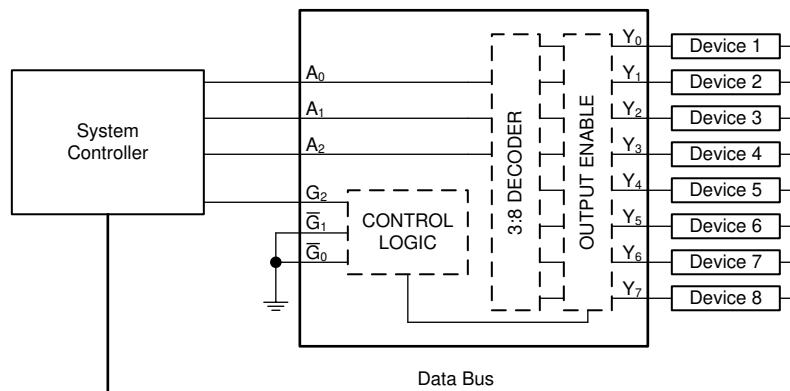 System
Controller
A0
A1
A2
G2
G̅1
G̅0
CONTROL
LOGIC
3:8 DECODER
OUTPUT ENABLE
Y0
Y1
Y2
Y3
Y4
Y5
Y6
Y7
Device 1
Device 2
Device 3
Device 4
Device 5
Device 6
Device 7
Device 8
Data Bus